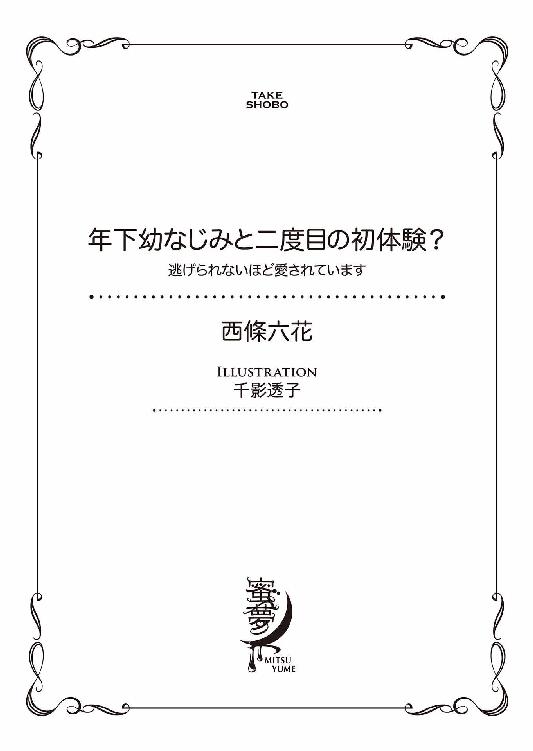 TAKE
SHOBO
年下幼なじみと二度目の初体験？
逃げられないほど愛されています
西條六花
ILLUSTRATION
千影透子
蜜夢
MITSU
YUME